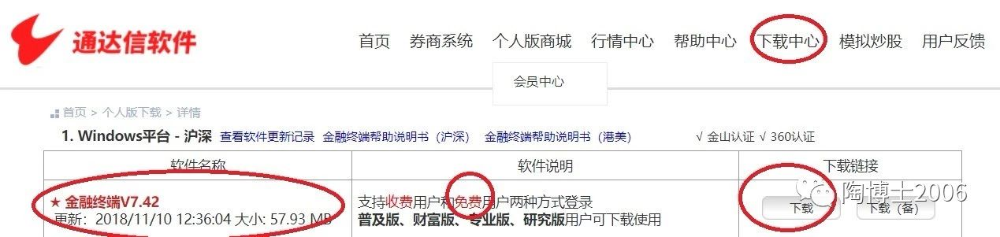 通达信软件
首页 券商系统 个人版商城 行情中心 帮助中心 下载中心 模拟炒股 用户反馈
会员中心
首页 > 个人版下载 > 详情
1. Windows平台 - 沪深 查看软件更新记录 金融终端帮助说明书（沪深） 金融终端帮助说明书（港美） √ 金山认证 √ 360认证
软件名称 软件说明 下载链接
★ 金融终端V7.42 支持收费用户和免费用户两种方式登录
更新：2018/11/10 12:36:04 大小: 57.93 MB 普及版、财富版、专业版、研究版用户可下载使用
下载 下载（备）
陶博士2006